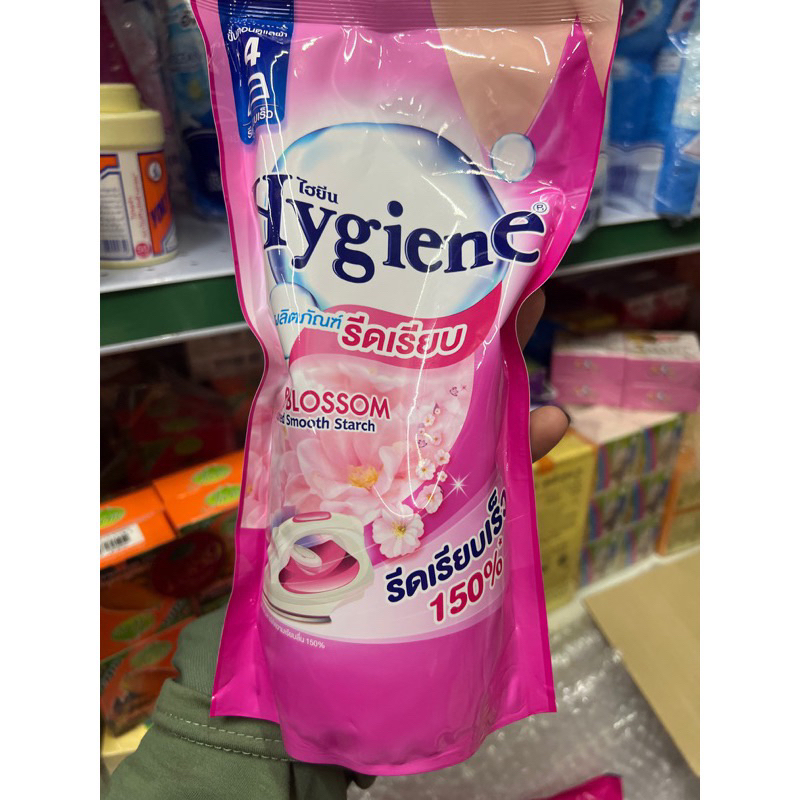 4
ไฮยีน
Hygiene®
ผลิตภัณฑ์ รีดเรียบ
BLOSSOM
Smooth Starch
รีดเรียบเร็ว
150%*
150%